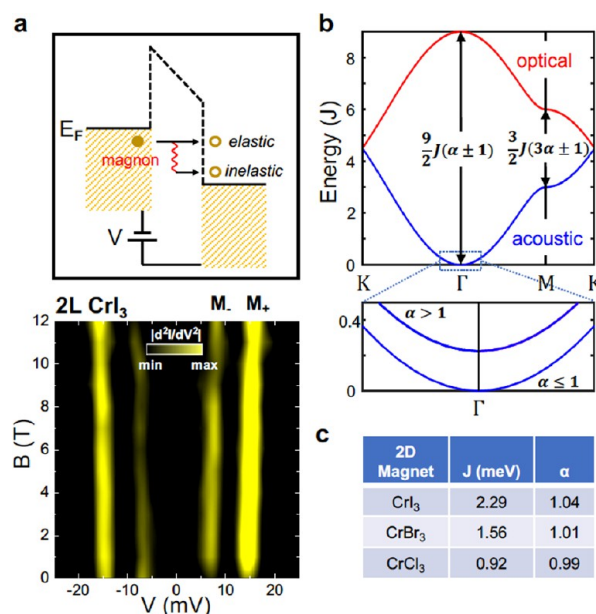 a
E_F
magnon
elastic
inelastic
V
2L CrI₃
M₋ M₊
|d²I/dV²|
min max
B (T)
12
10
8
6
4
2
0
-20 -10 0 10 20
V (mV)
b
Energy (J)
8
6
4
2
0
optical
9/2 J(α ± 1)
3/2 J(3α ± 1)
acoustic
K Γ M K
0.4
0
α > 1
α ≤ 1
Γ
c
2D Magnet J (meV) α
CrI₃ 2.29 1.04
CrBr₃ 1.56 1.01
CrCl₃ 0.92 0.99